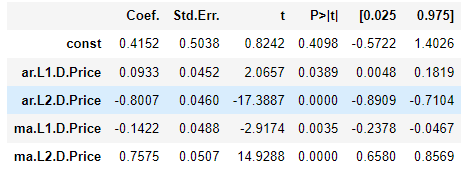 Coef. Std.Err. t P>|t| [0.025 0.975]
const 0.4152 0.5038 0.8242 0.4098 -0.5722 1.4026
ar.L1.D.Price 0.0933 0.0452 2.0657 0.0389 0.0048 0.1819
ar.L2.D.Price -0.8007 0.0460 -17.3887 0.0000 -0.8909 -0.7104
ma.L1.D.Price -0.1422 0.0488 -2.9174 0.0035 -0.2378 -0.0467
ma.L2.D.Price 0.7575 0.0507 14.9288 0.0000 0.6580 0.8569